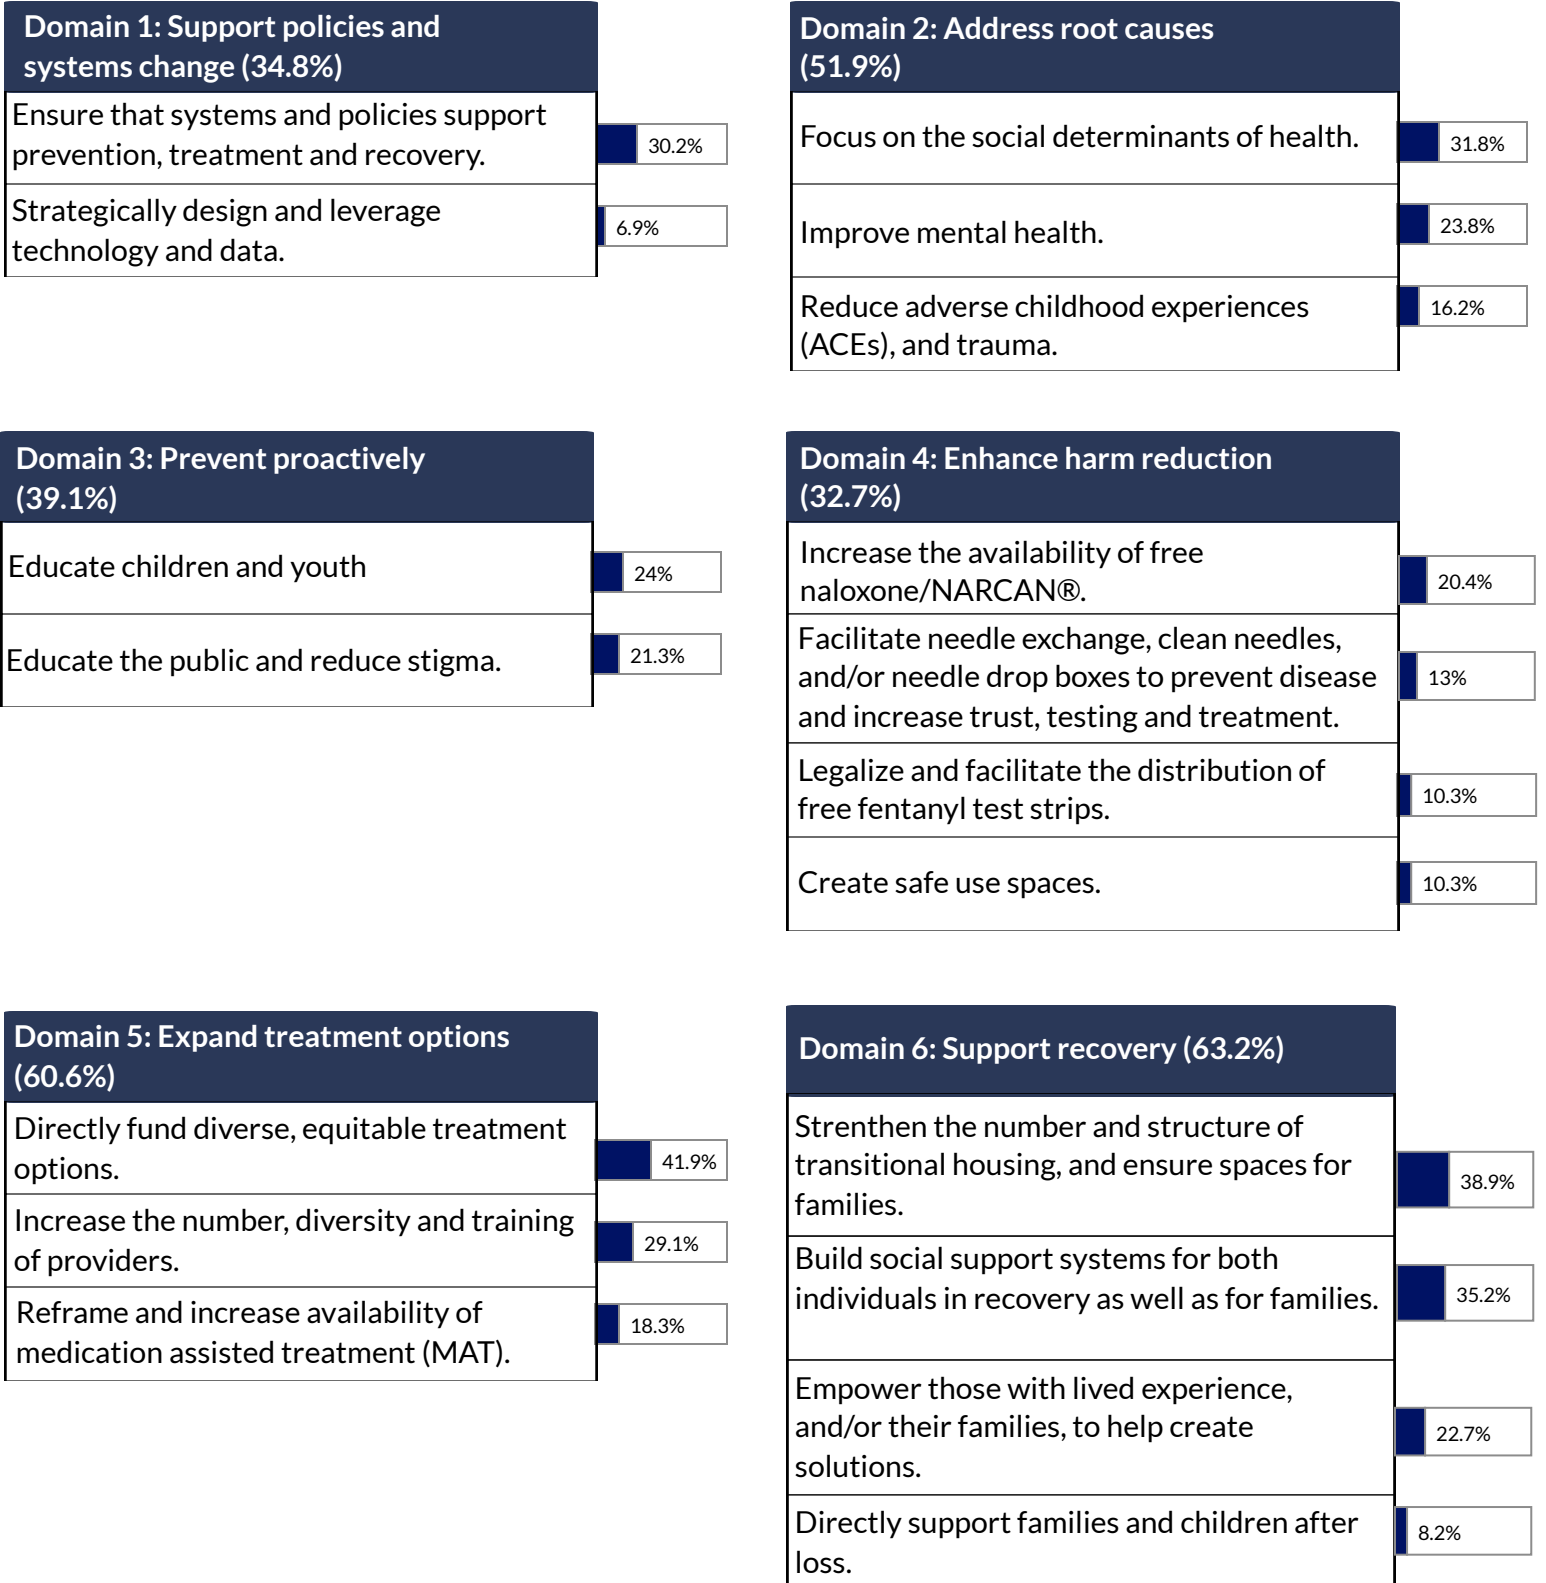 Domain 1: Support policies and
systems change (34.8%)
Ensure that systems and policies support
prevention, treatment and recovery.
30.2%
Strategically design and leverage
technology and data.
6.9%
Domain 2: Address root causes
(51.9%)
Focus on the social determinants of health.
31.8%
Improve mental health.
23.8%
Reduce adverse childhood experiences
(ACEs), and trauma.
16.2%
Domain 3: Prevent proactively
(39.1%)
Educate children and youth
24%
Educate the public and reduce stigma.
21.3%
Domain 4: Enhance harm reduction
(32.7%)
Increase the availability of free
naloxone/NARCAN®.
20.4%
Facilitate needle exchange, clean needles,
and/or needle drop boxes to prevent disease
and increase trust, testing and treatment.
13%
Legalize and facilitate the distribution of
free fentanyl test strips.
10.3%
Create safe use spaces.
10.3%
Domain 5: Expand treatment options
(60.6%)
Directly fund diverse, equitable treatment
options.
41.9%
Increase the number, diversity and training
of providers.
29.1%
Reframe and increase availability of
medication assisted treatment (MAT).
18.3%
Domain 6: Support recovery (63.2%)
Strenthen the number and structure of
transitional housing, and ensure spaces for
families.
38.9%
Build social support systems for both
individuals in recovery as well as for families.
35.2%
Empower those with lived experience,
and/or their families, to help create
solutions.
22.7%
Directly support families and children after
loss.
8.2%